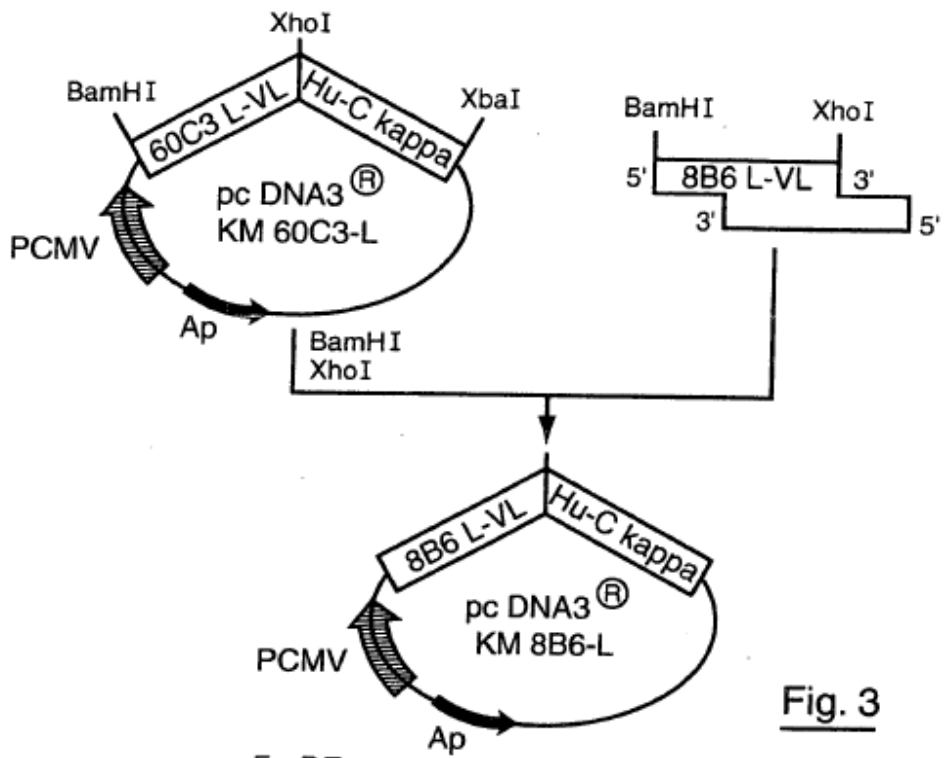 XhoI
BamHI
60C3 L-VL
Hu-C kappa
XbaI
pc DNA3 ®
KM 60C3-L
PCMV
Ap
BamHI
XhoI
5'
8B6 L-VL
3'
3'
5'
BamHI
XhoI
8B6 L-VL
Hu-C kappa
pc DNA3 ®
KM 8B6-L
PCMV
Ap
Fig. 3